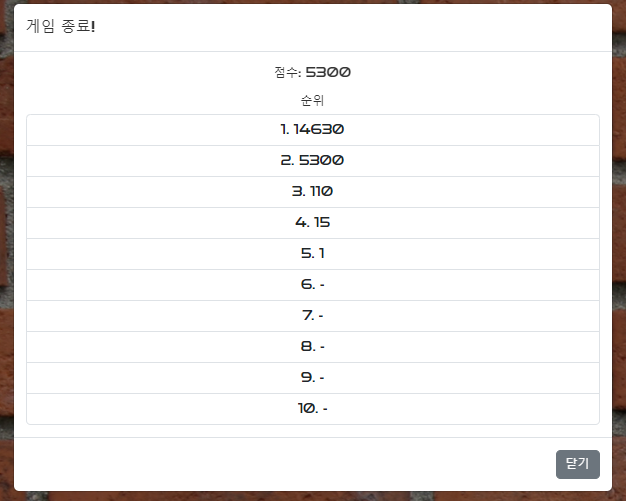 게임 종료!
점수: 5300
순위
1. 14630
2. 5300
3. 110
4. 15
5. 1
6. -
7. -
8. -
9. -
10. -
닫기